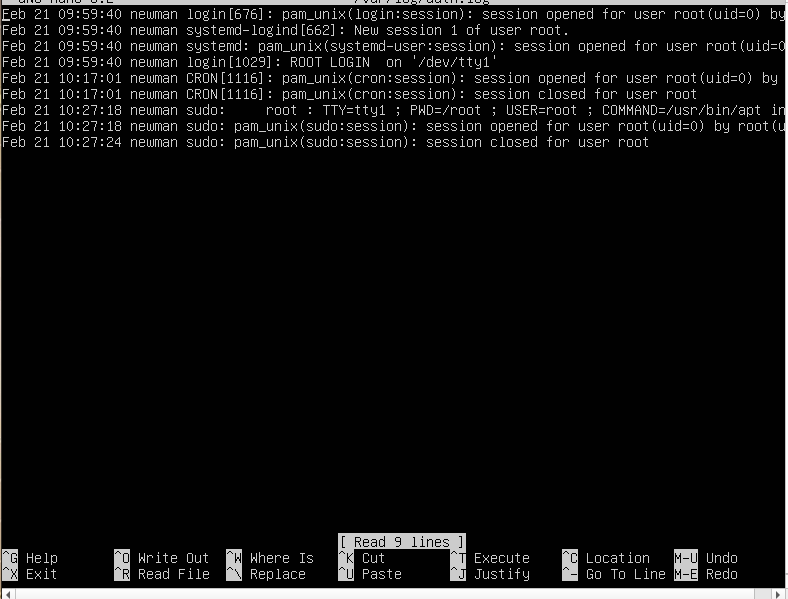 Feb 21 09:59:40 newman login[676]: pam_unix(login:session): session opened for user root(uid=0) by
Feb 21 09:59:40 newman systemd-logind[662]: New session 1 of user root.
Feb 21 09:59:40 newman systemd: pam_unix(systemd-user:session): session opened for user root(uid=0
Feb 21 09:59:40 newman login[1029]: ROOT LOGIN  on '/dev/tty1'
Feb 21 10:17:01 newman CRON[1116]: pam_unix(cron:session): session opened for user root(uid=0) by
Feb 21 10:17:01 newman CRON[1116]: pam_unix(cron:session): session closed for user root
Feb 21 10:27:18 newman sudo:     root : TTY=tty1 ; PWD=/root ; USER=root ; COMMAND=/usr/bin/apt in
Feb 21 10:27:18 newman sudo: pam_unix(sudo:session): session opened for user root(uid=0) by root(u
Feb 21 10:27:24 newman sudo: pam_unix(sudo:session): session closed for user root
[ Read 9 lines ]
^G Help ^O Write Out ^W Where Is ^K Cut ^T Execute ^C Location M-U Undo
^X Exit ^R Read File ^\ Replace ^U Paste ^J Justify ^_ Go To Line M-E Redo